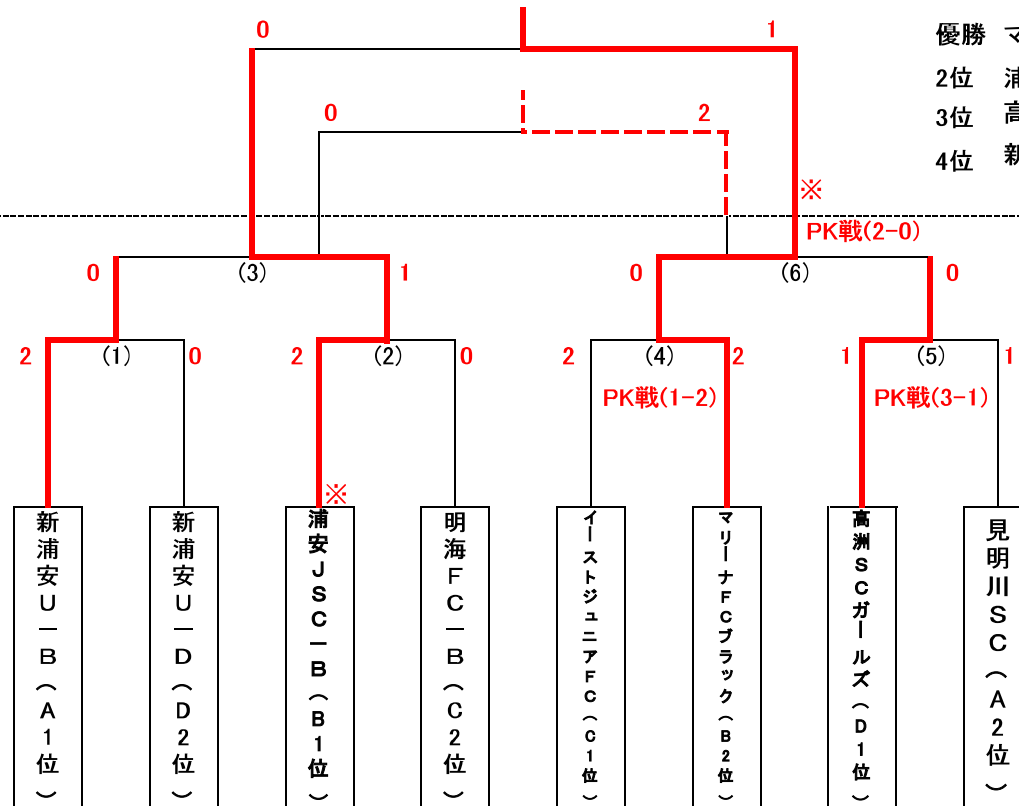 0
1
優勝 マ
2位 浦
0
2
3位 高
4位 新
※
PK戦(2-0)
0
(3)
1
0
(6)
0
2
(1)
0
2
(2)
0
2
(4)
2
1
(5)
1
PK戦(1-2)
PK戦(3-1)
※
新浦安U-B(A1位)
新浦安U-D(D2位)
浦安JSC-B(B1位)
明海FC-B(C2位)
イーストジュニアFC(C1位)
マリーナFCブラック(B2位)
高洲SCガールズ(D1位)
見明川SC(A2位)